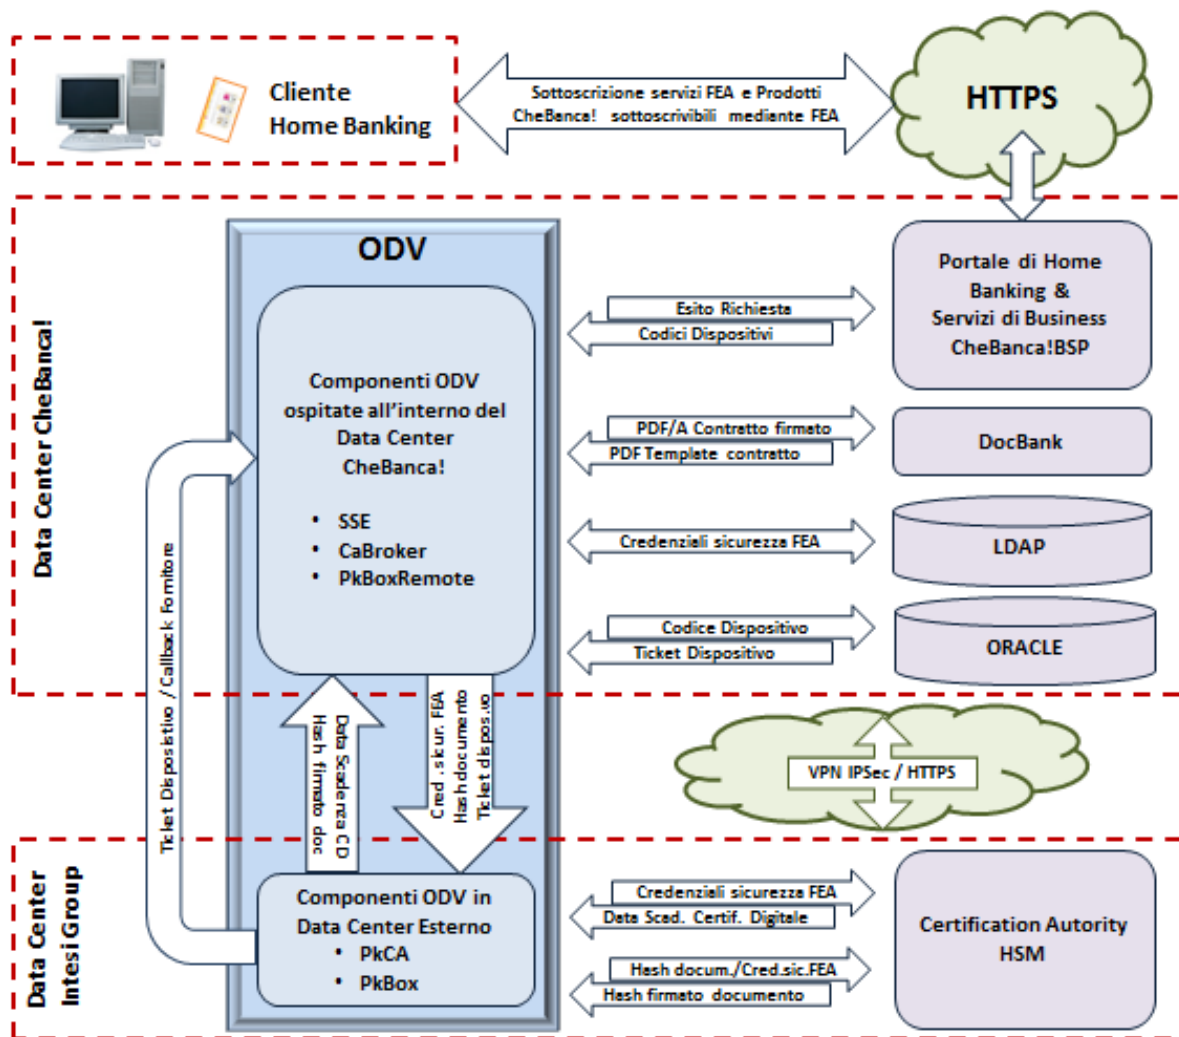 Cliente
Home Banking
Sottoscrizione servizi FEA e Prodotti
CheBanca! sottoscrivibili mediante FEA
HTTPS
Data Center CheBanca!
ODV
Componenti ODV
ospitate all'interno del
Data Center
CheBanca!
• SSE
• CaBroker
• PkBoxRemote
Esito Richiesta
Codici Dispositivi
Portale di Home
Banking &
Servizi di Business
CheBanca!BSP
PDF/A Contratto firmato
PDF Template contratto
DocBank
Credenziali sicurezza FEA
LDAP
Codice Dispositivo
Ticket Dispositivo
ORACLE
Ticket Disposistivo / Callback Fornitore
Data Scadenza CD
Hash firmato doc
Cred. sicur. FEA
Hash documento
Ticket disposit.
VPN IPSec / HTTPS
Data Center
Intesi Group
Componenti ODV in
Data Center Esterno
• PkCA
• PkBox
Credenziali sicurezza FEA
Data Scad. Certif. Digitale
Hash docum./Cred.sic.FEA
Hash firmato documento
Certification Autority
HSM